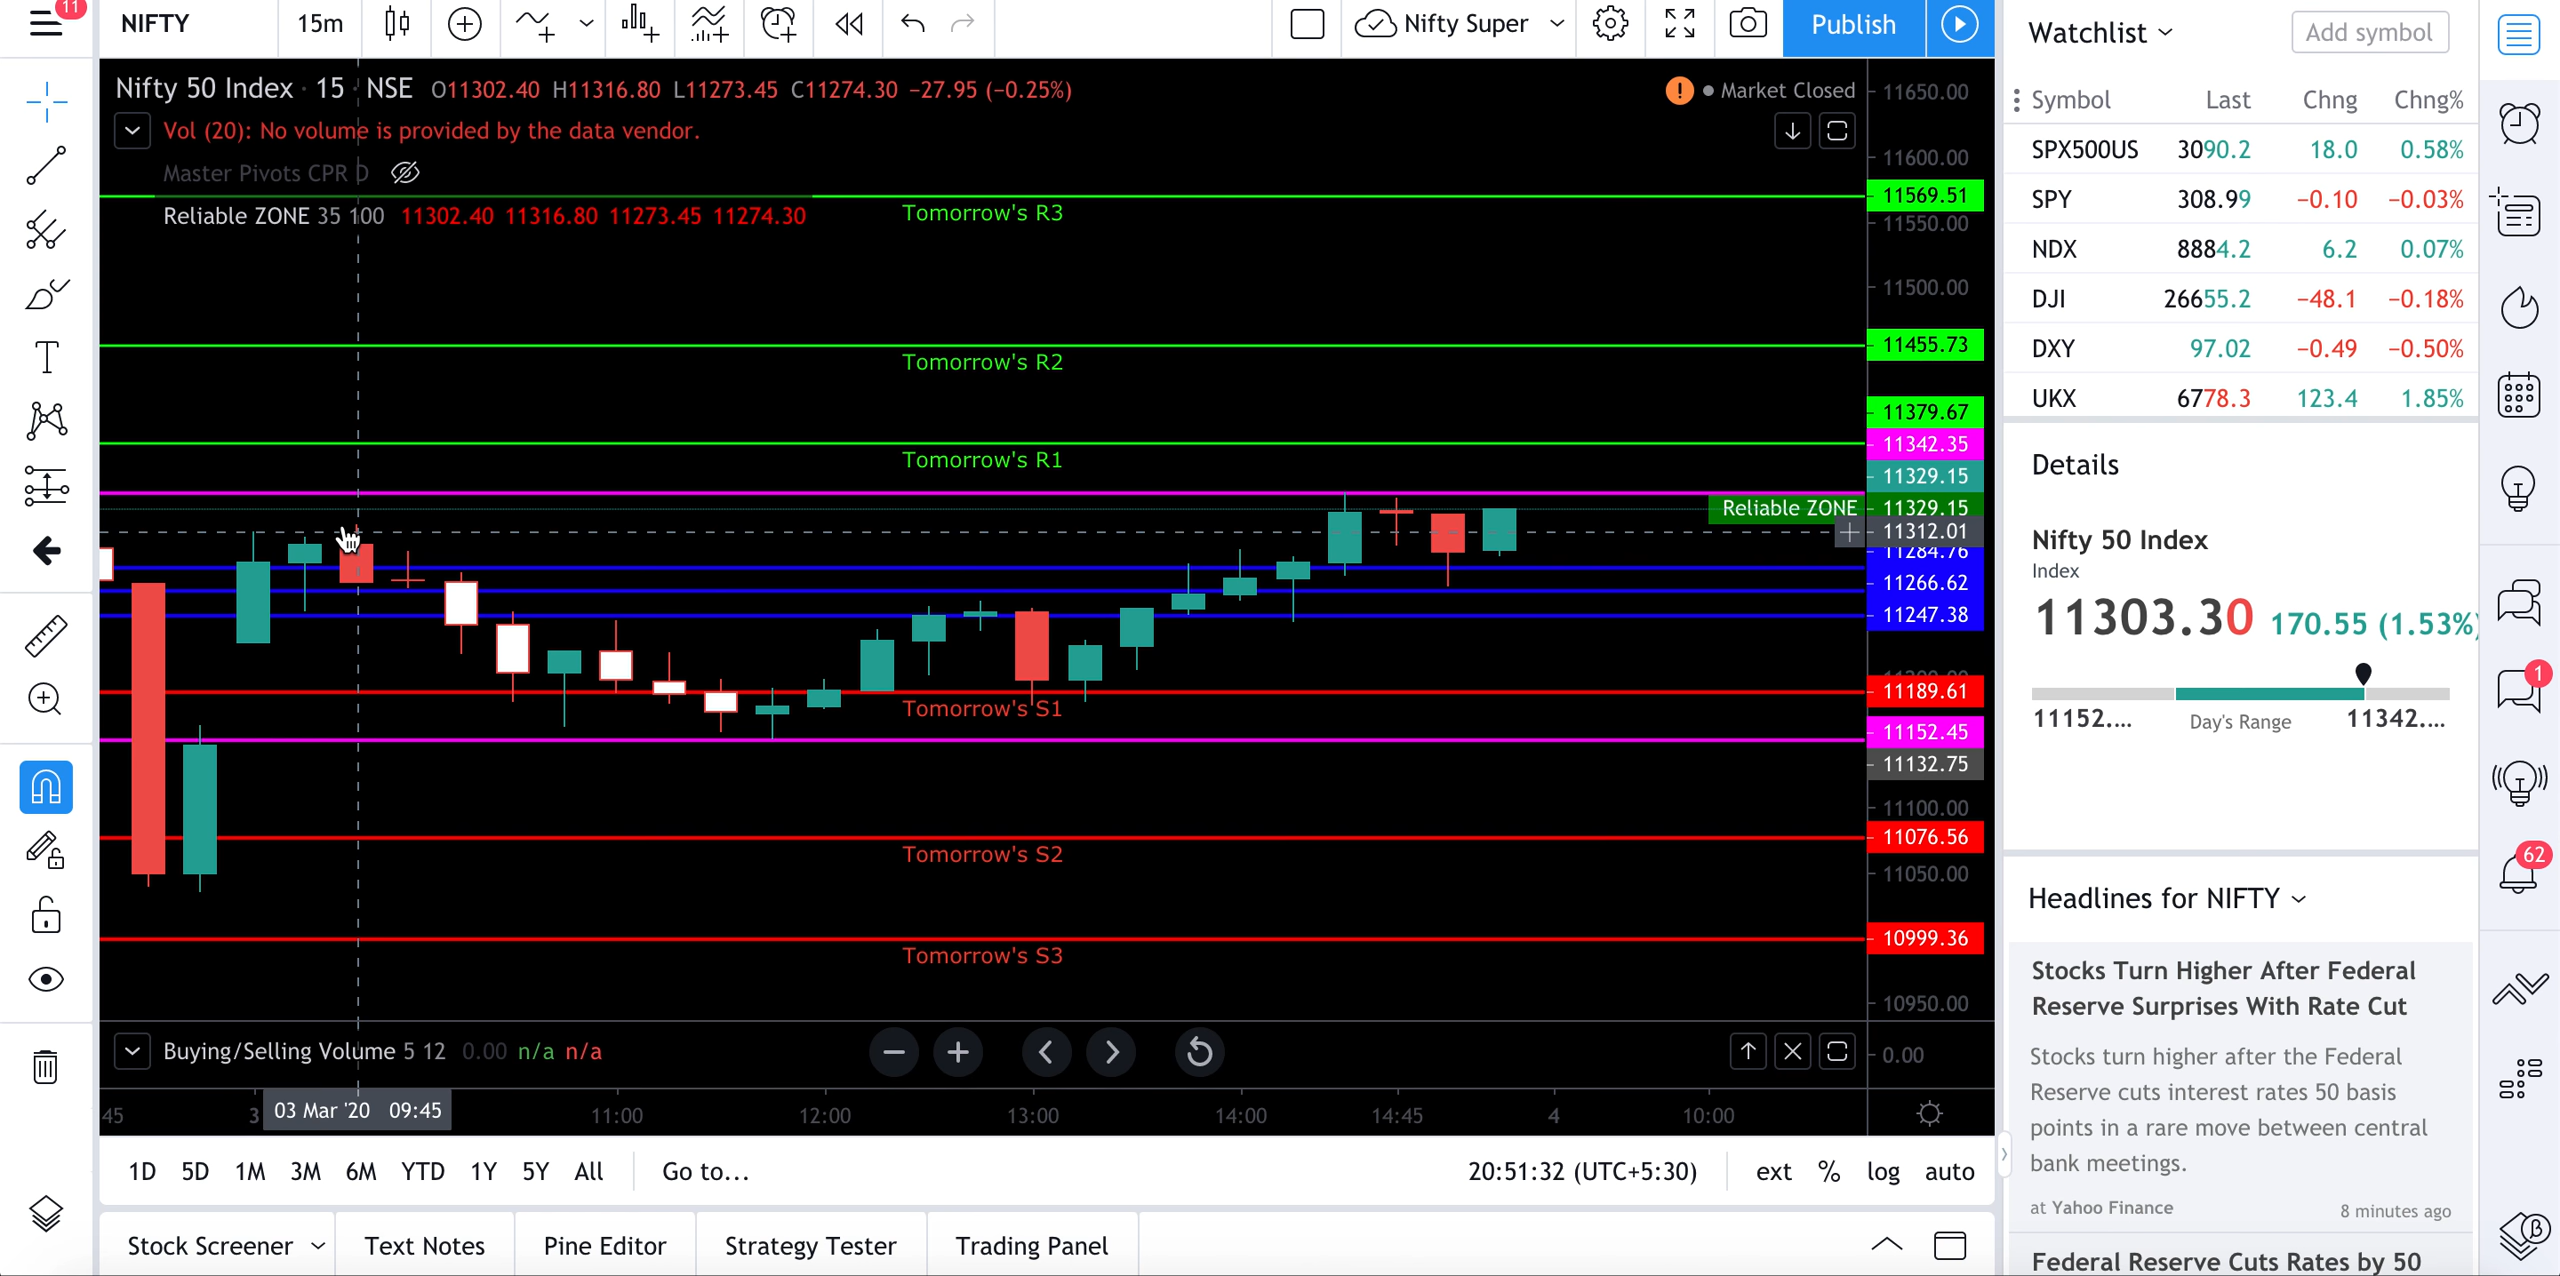 11
NIFTY
15m
Nifty Super
Publish
Nifty 50 Index · 15 · NSE O11302.40 H11316.80 L11273.45 C11274.30 −27.95 (−0.25%)
Market Closed
Vol (20): No volume is provided by the data vendor.
Master Pivots CPR D
Reliable ZONE 35 100 11302.40 11316.80 11273.45 11274.30
Tomorrow's R3
Tomorrow's R2
Tomorrow's R1
Reliable ZONE
Tomorrow's S1
Tomorrow's S2
Tomorrow's S3
11650.00
11600.00
11569.51
11550.00
11500.00
11455.73
11379.67
11342.35
11329.15
11329.15
11312.01
11284.76
11266.62
11247.38
11189.61
11152.45
11132.75
11100.00
11076.56
11050.00
10999.36
10950.00
Buying/Selling Volume 5 12 0.00 n/a n/a
0.00
45 3 03 Mar '20 09:45 11:00 12:00 13:00 14:00 14:45 4 10:00
1D 5D 1M 3M 6M YTD 1Y 5Y All Go to...
20:51:32 (UTC+5:30) ext % log auto
Stock Screener Text Notes Pine Editor Strategy Tester Trading Panel
Watchlist Add symbol
Symbol Last Chng Chng%
SPX500US 3090.2 18.0 0.58%
SPY 308.99 −0.10 −0.03%
NDX 8884.2 6.2 0.07%
DJI 26655.2 −48.1 −0.18%
DXY 97.02 −0.49 −0.50%
UKX 6778.3 123.4 1.85%
Details
Nifty 50 Index
Index
11303.30 170.55 (1.53%)
11152.... Day's Range 11342....
Headlines for NIFTY
Stocks Turn Higher After Federal
Reserve Surprises With Rate Cut
Stocks turn higher after the Federal
Reserve cuts interest rates 50 basis
points in a rare move between central
bank meetings.
at Yahoo Finance 8 minutes ago
Federal Reserve Cuts Rates by 50
1
62
β